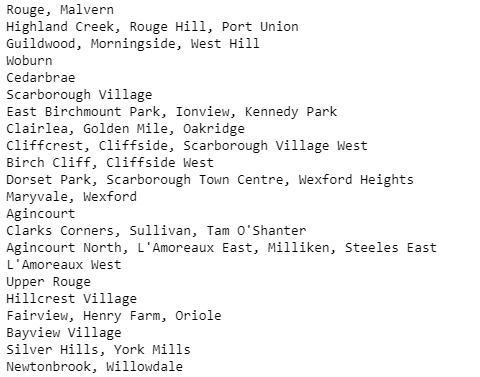 Rouge, Malvern
Highland Creek, Rouge Hill, Port Union
Guildwood, Morningside, West Hill
Woburn
Cedarbrae
Scarborough Village
East Birchmount Park, Ionview, Kennedy Park
Clairlea, Golden Mile, Oakridge
Cliffcrest, Cliffside, Scarborough Village West
Birch Cliff, Cliffside West
Dorset Park, Scarborough Town Centre, Wexford Heights
Maryvale, Wexford
Agincourt
Clarks Corners, Sullivan, Tam O'Shanter
Agincourt North, L'Amoreaux East, Milliken, Steeles East
L'Amoreaux West
Upper Rouge
Hillcrest Village
Fairview, Henry Farm, Oriole
Bayview Village
Silver Hills, York Mills
Newtonbrook, Willowdale